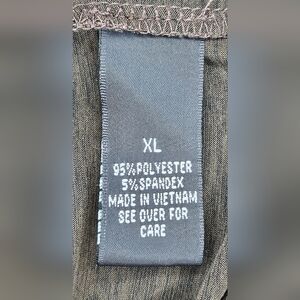 XL
95%POLYESTER
5%SPANDEX
MADE IN VIETNAM
SEE OVER FOR
CARE